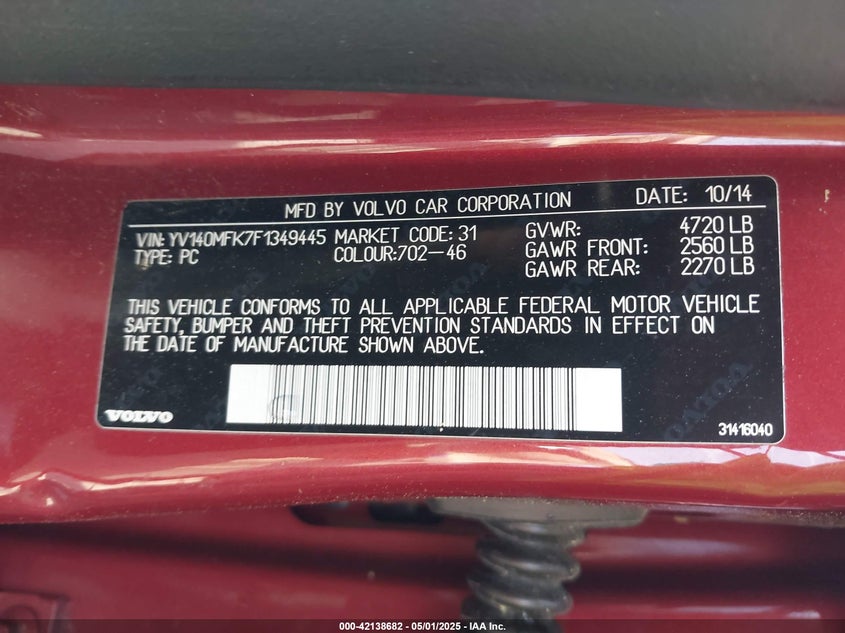 MFD BY VOLVO CAR CORPORATION DATE: 10/14
VIN: YV140MFK7F1349445 MARKET CODE: 31 GVWR: 4720 LB
TYPE: PC COLOUR:702-46 GAWR FRONT: 2560 LB
GAWR REAR: 2270 LB
THIS VEHICLE CONFORMS TO ALL APPLICABLE FEDERAL MOTOR VEHICLE
SAFETY, BUMPER AND THEFT PREVENTION STANDARDS IN EFFECT ON
THE DATE OF MANUFACTURE SHOWN ABOVE.
VOLVO
31416040
000-42138682 - 05/01/2025 - IAA Inc.